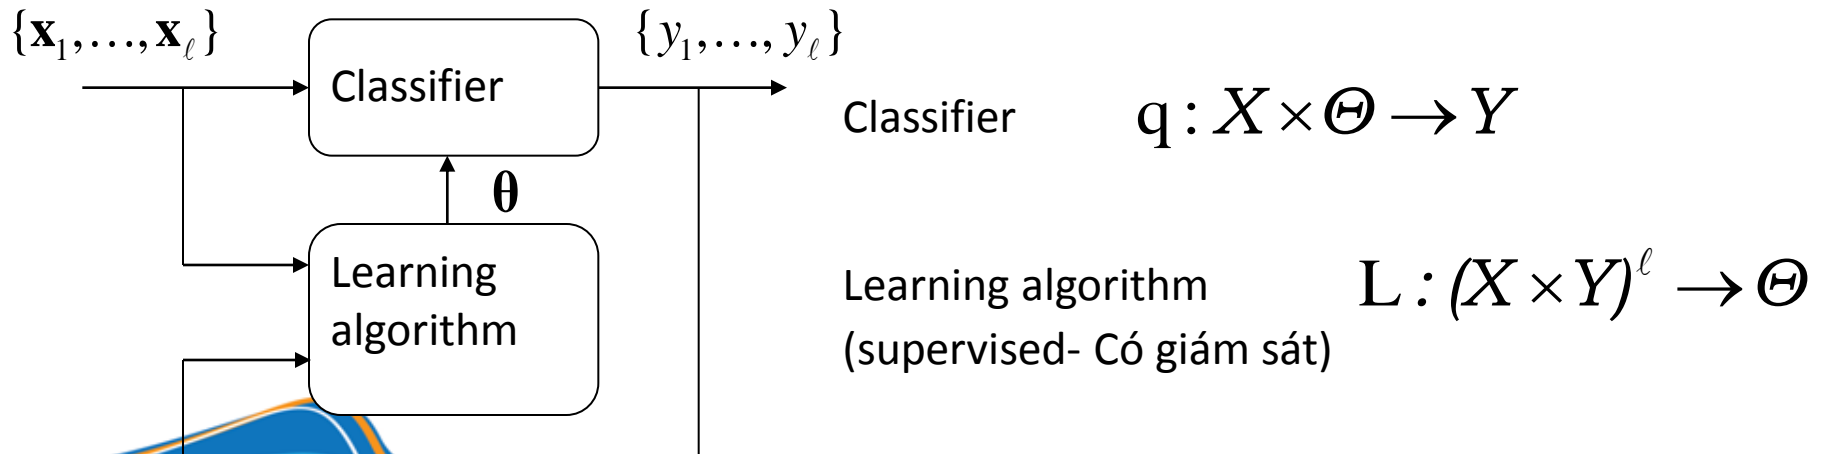 {x₁,…,x_ℓ}
{y₁,…,y_ℓ}
Classifier
Classifier q : X × Θ → Y
θ
Learning
algorithm
Learning algorithm L : (X × Y)^ℓ → Θ
(supervised- Có giám sát)